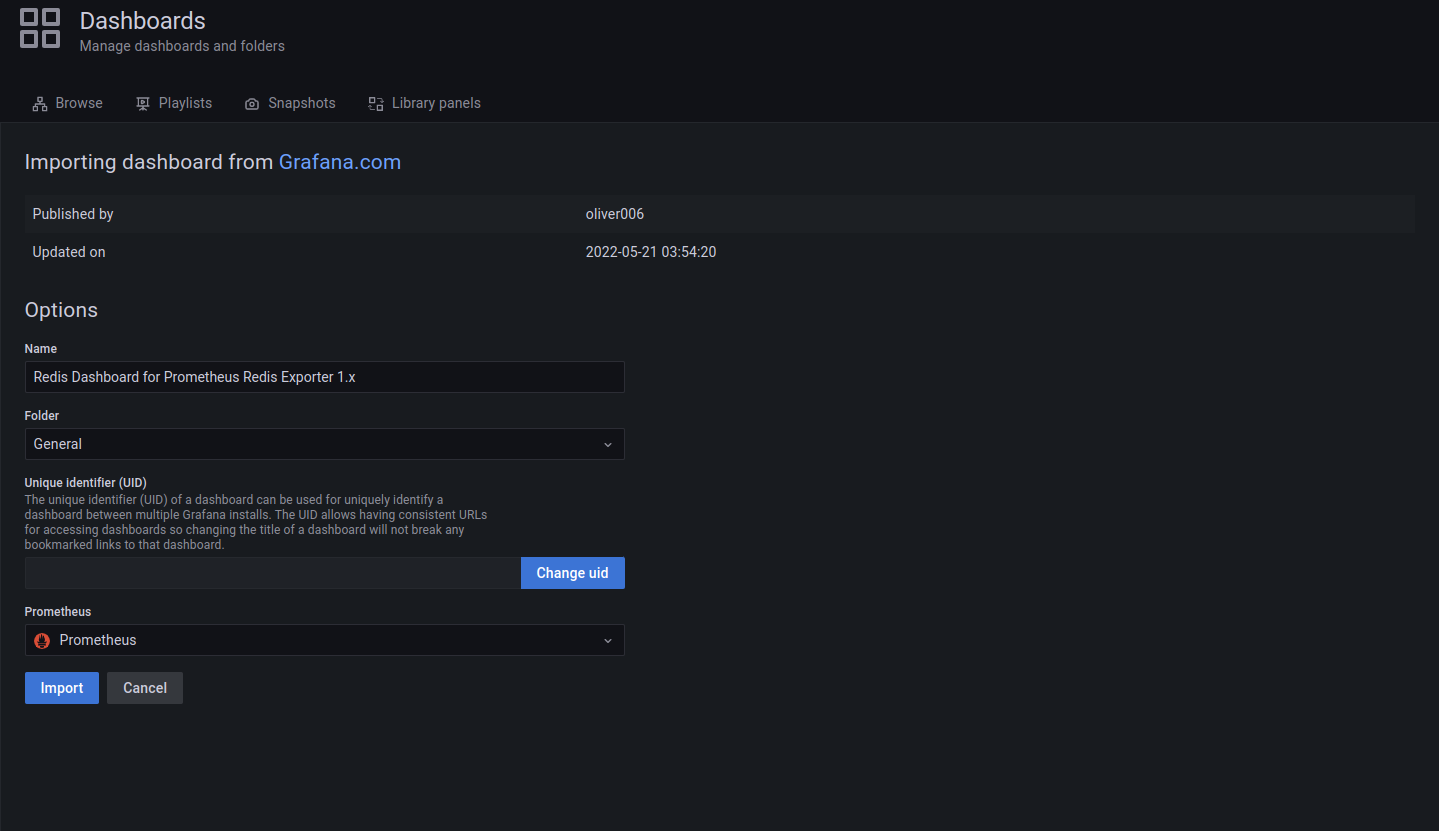 Dashboards
Manage dashboards and folders
Browse
Playlists
Snapshots
Library panels
Importing dashboard from Grafana.com
Published by
oliver006
Updated on
2022-05-21 03:54:20
Options
Name
Redis Dashboard for Prometheus Redis Exporter 1.x
Folder
General
Unique identifier (UID)
The unique identifier (UID) of a dashboard can be used for uniquely identify a
dashboard between multiple Grafana installs. The UID allows having consistent URLs
for accessing dashboards so changing the title of a dashboard will not break any
bookmarked links to that dashboard.
Change uid
Prometheus
Prometheus
Import
Cancel